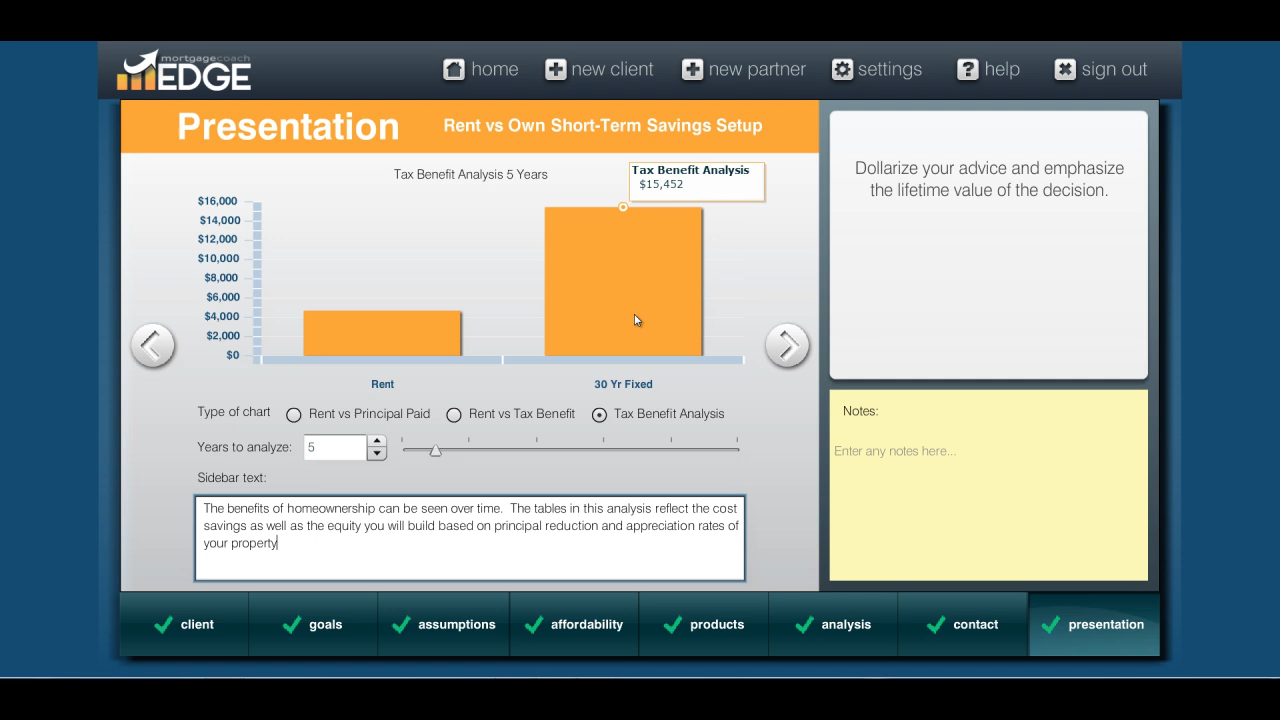 mortgagecoach
EDGE
home
new client
new partner
settings
help
sign out
Presentation
Rent vs Own Short-Term Savings Setup
Tax Benefit Analysis 5 Years
Tax Benefit Analysis
$15,452
$16,000
$14,000
$12,000
$10,000
$8,000
$6,000
$4,000
$2,000
$0
Rent
30 Yr Fixed
Type of chart
Rent vs Principal Paid
Rent vs Tax Benefit
Tax Benefit Analysis
Years to analyze:
5
Sidebar text:
The benefits of homeownership can be seen over time.  The tables in this analysis reflect the cost
savings as well as the equity you will build based on principal reduction and appreciation rates of
your property
Dollarize your advice and emphasize
the lifetime value of the decision.
Notes:
Enter any notes here...
client
goals
assumptions
affordability
products
analysis
contact
presentation